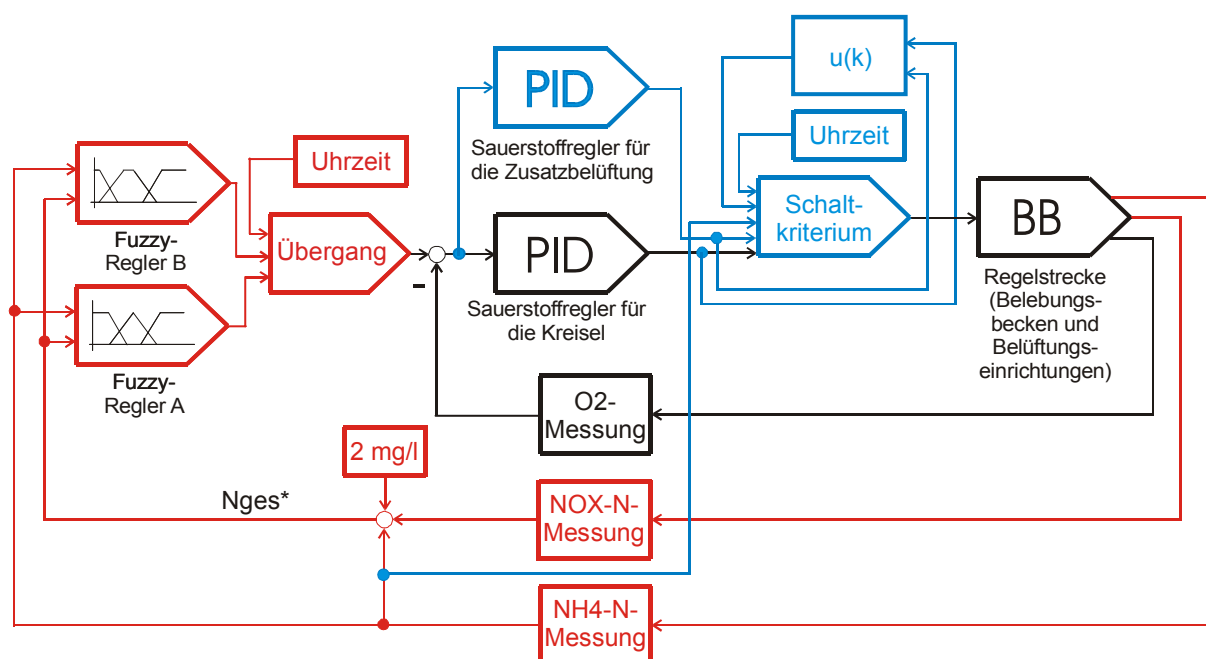 u(k)
PID
Uhrzeit
Sauerstoffregler für
die Zusatzbelüftung
Uhrzeit
Fuzzy-
Regler B
Übergang
-
PID
Schalt-
kriterium
BB
Sauerstoffregler für
die Kreisel
Regelstrecke
(Belebungs-
becken und
Belüftungs-
einrichtungen)
Fuzzy-
Regler A
O2-
Messung
2 mg/l
Nges*
NOX-N-
Messung
NH4-N-
Messung